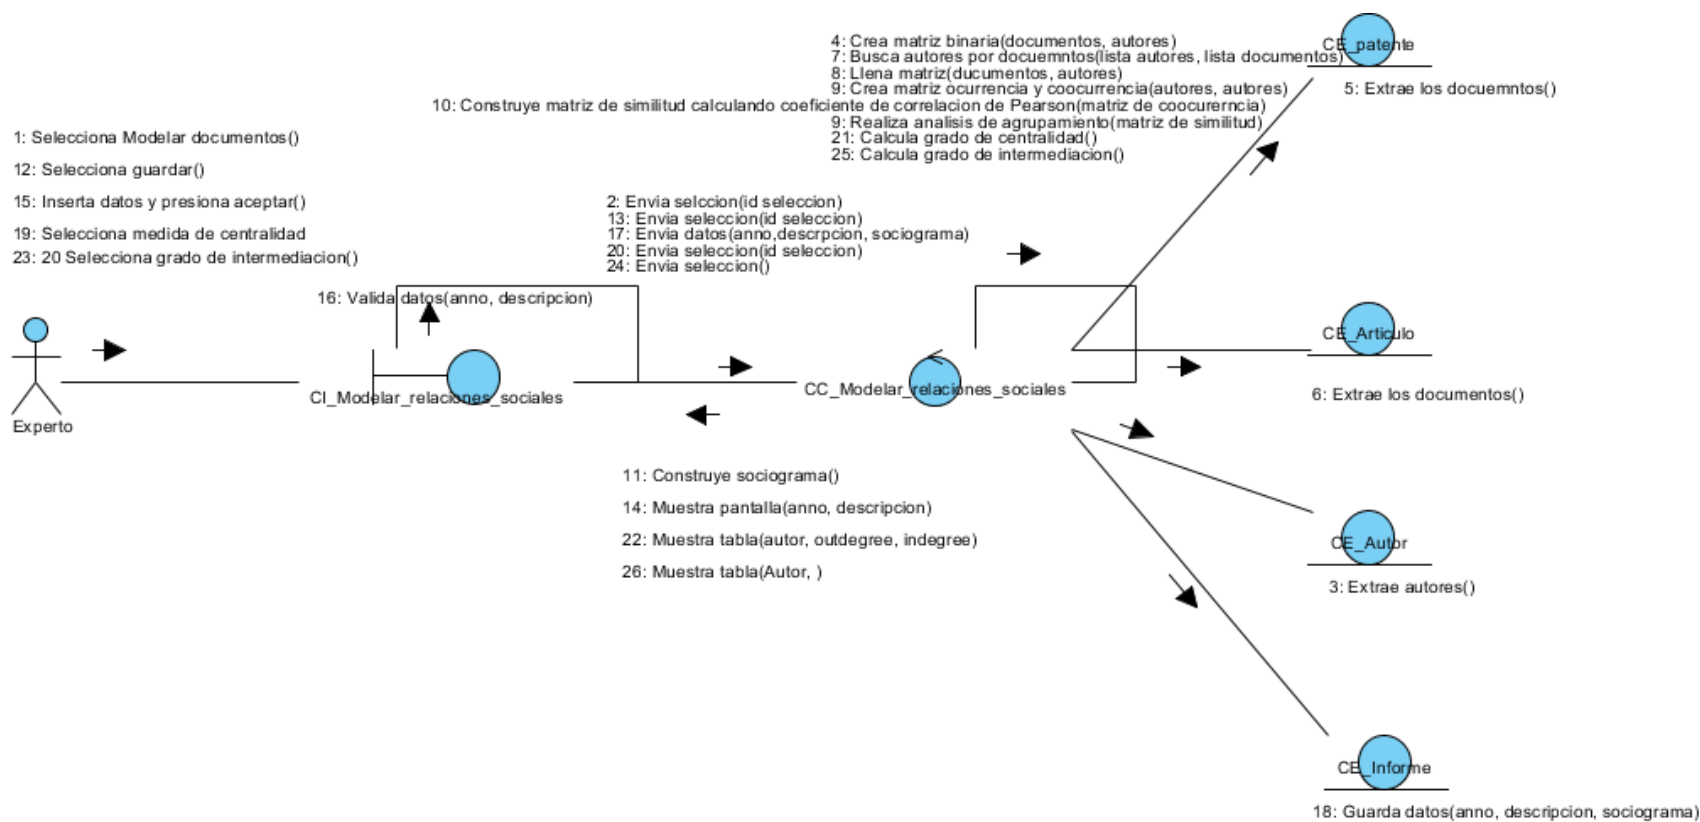 4: Crea matriz binaria(documentos, autores)
7: Busca autores por docuemntos(lista autores, lista documentos)
8: Llena matriz(ducumentos, autores)
9: Crea matriz ocurrencia y coocurrencia(autores, autores)
10: Construye matriz de similitud calculando coeficiente de correlacion de Pearson(matriz de coocurerncia)
9: Realiza analisis de agrupamiento(matriz de similitud)
21: Calcula grado de centralidad()
25: Calcula grado de intermediacion()
CE_patente
5: Extrae los docuemntos()
1: Selecciona Modelar documentos()
12: Selecciona guardar()
15: Inserta datos y presiona aceptar()
19: Selecciona medida de centralidad
23: 20 Selecciona grado de intermediacion()
2: Envia selccion(id seleccion)
13: Envia seleccion(id seleccion)
17: Envia datos(anno,descrpcion, sociograma)
20: Envia seleccion(id seleccion)
24: Envia seleccion()
16: Valida datos(anno, descripcion)
Experto
CI_Modelar_relaciones_sociales
CC_Modelar_relaciones_sociales
CE_Articulo
6: Extrae los documentos()
11: Construye sociograma()
14: Muestra pantalla(anno, descripcion)
22: Muestra tabla(autor, outdegree, indegree)
26: Muestra tabla(Autor, )
CE_Autor
3: Extrae autores()
CE_Informe
18: Guarda datos(anno, descripcion, sociograma)